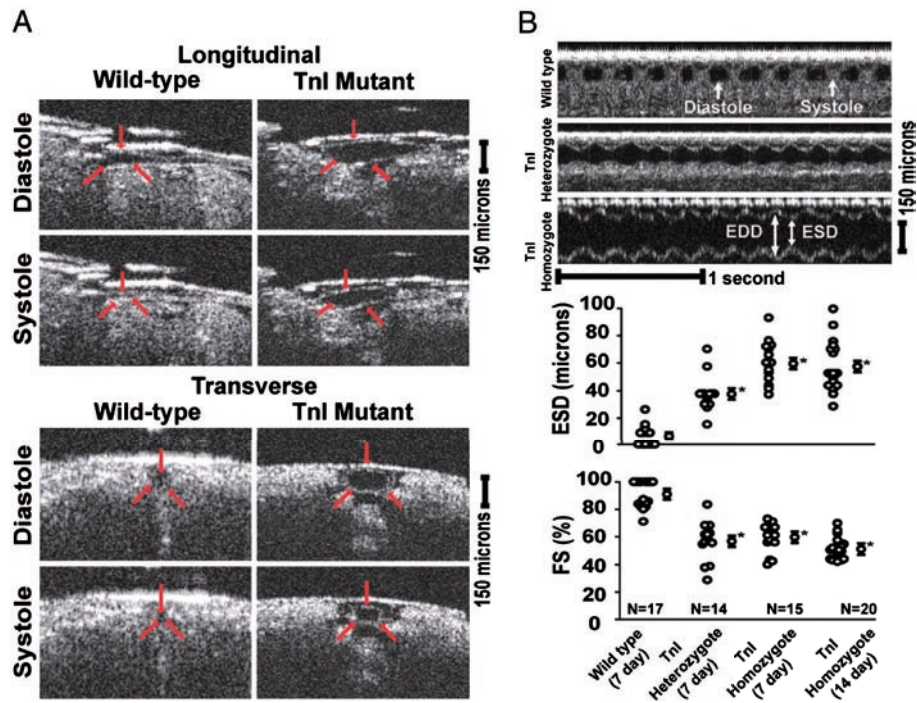 A
Longitudinal
Wild-type
TnI Mutant
Diastole
Systole
150 microns
Transverse
Wild-type
TnI Mutant
Diastole
Systole
150 microns
B
Wild type
Diastole
Systole
TnI
Heterozygote
TnI
Homozygote
EDD
ESD
150 microns
1 second
ESD (microns)
100
80
60
40
20
0
*
*
*
FS (%)
100
80
60
40
20
0
*
*
*
N=17
N=14
N=15
N=20
Wild type
(7 day)
TnI
Heterozygote
(7 day)
TnI
Homozygote
(7 day)
TnI
Homozygote
(14 day)